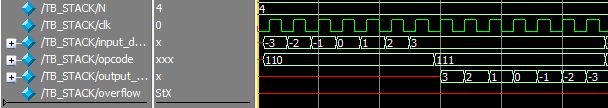 /TB_STACK/N 4 4
/TB_STACK/clk 0
/TB_STACK/input_d... x -3 -2 -1 0 1 2 3
/TB_STACK/opcode xxx 110 111
/TB_STACK/output_... x 3 2 1 0 -1 -2 -3
/TB_STACK/overflow StX